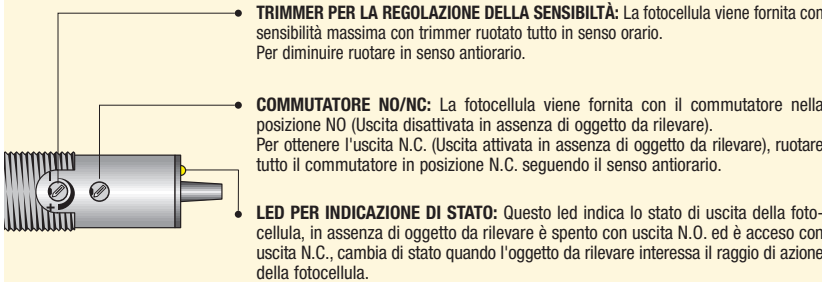 TRIMMER PER LA REGOLAZIONE DELLA SENSIBILTÀ: La fotocellula viene fornita con
sensibilità massima con trimmer ruotato tutto in senso orario.
Per diminuire ruotare in senso antiorario.
COMMUTATORE NO/NC: La fotocellula viene fornita con il commutatore nella
posizione NO (Uscita disattivata in assenza di oggetto da rilevare).
Per ottenere l'uscita N.C. (Uscita attivata in assenza di oggetto da rilevare), ruotare
tutto il commutatore in posizione N.C. seguendo il senso antiorario.
- 
+
LED PER INDICAZIONE DI STATO: Questo led indica lo stato di uscita della foto-
cellula, in assenza di oggetto da rilevare è spento con uscita N.O. ed è acceso con
uscita N.C., cambia di stato quando l'oggetto da rilevare interessa il raggio di azione
della fotocellula.